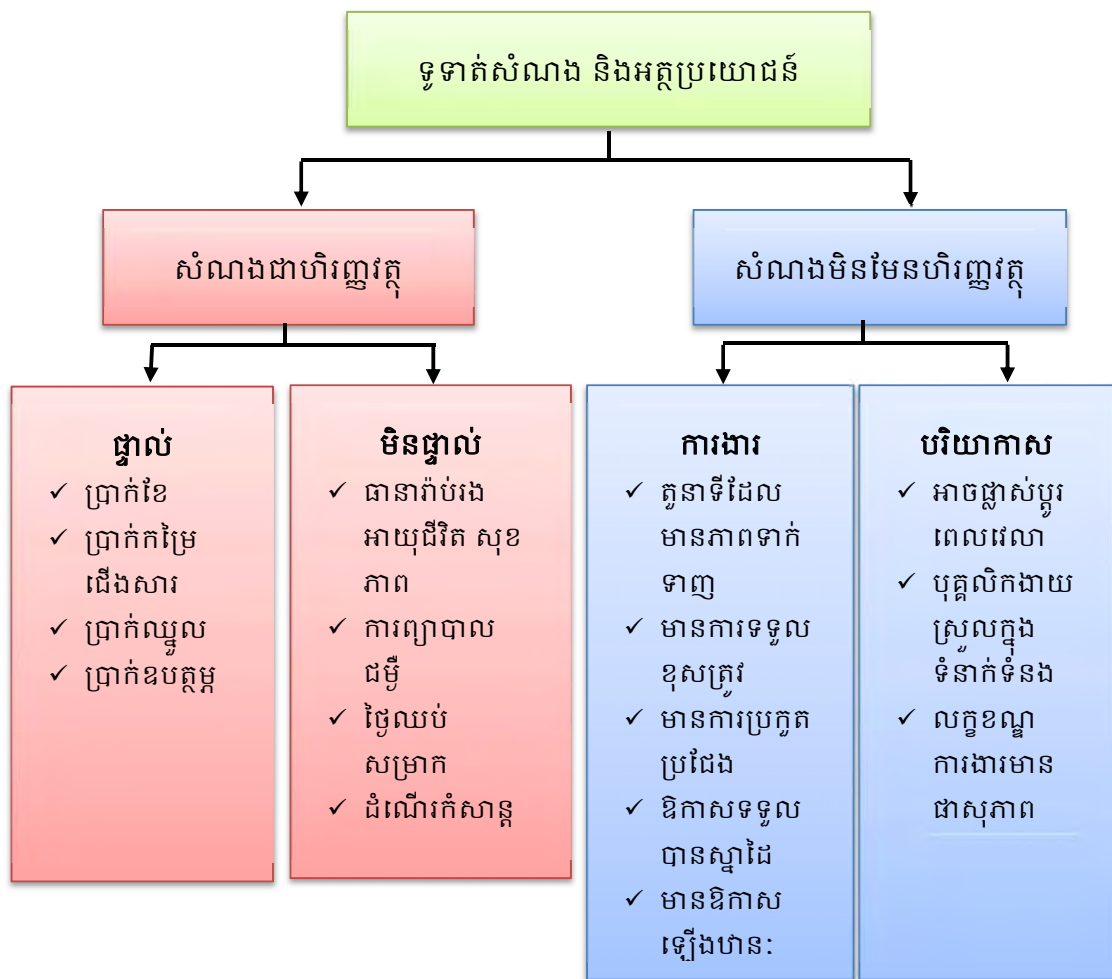 ទូទាត់សំណង និងអត្ថប្រយោជន៍
សំណងជាហិរញ្ញវត្ថុ
សំណងមិនមែនហិរញ្ញវត្ថុ
ផ្ទាល់
✓ ប្រាក់ខែ
✓ ប្រាក់កម្រៃ
ជើងសារ
✓ ប្រាក់ឈ្នួល
✓ ប្រាក់ឧបត្ថម្ភ
មិនផ្ទាល់
✓ ធានារ៉ាប់រង
អាយុជីវិត សុខ
ភាព
✓ ការព្យាបាល
ជម្ងឺ
✓ ថ្ងៃឈប់
សម្រាក
✓ ដំណើរកំសាន្ត
ការងារ
✓ តួនាទីដែល
មានភាពទាក់
ទាញ
✓ មានការទទួល
ខុសត្រូវ
✓ មានការប្រកួត
ប្រជែង
✓ ឱកាសទទួល
បានស្នាដៃ
✓ មានឱកាស
ឡើងឋានៈ
បរិយាកាស
✓ អាចផ្លាស់ប្តូរ
ពេលវេលា
✓ បុគ្គលិកងាយ
ស្រួលក្នុង
ទំនាក់ទំនង
✓ លក្ខខណ្ឌ
ការងារមាន
ផាសុភាព